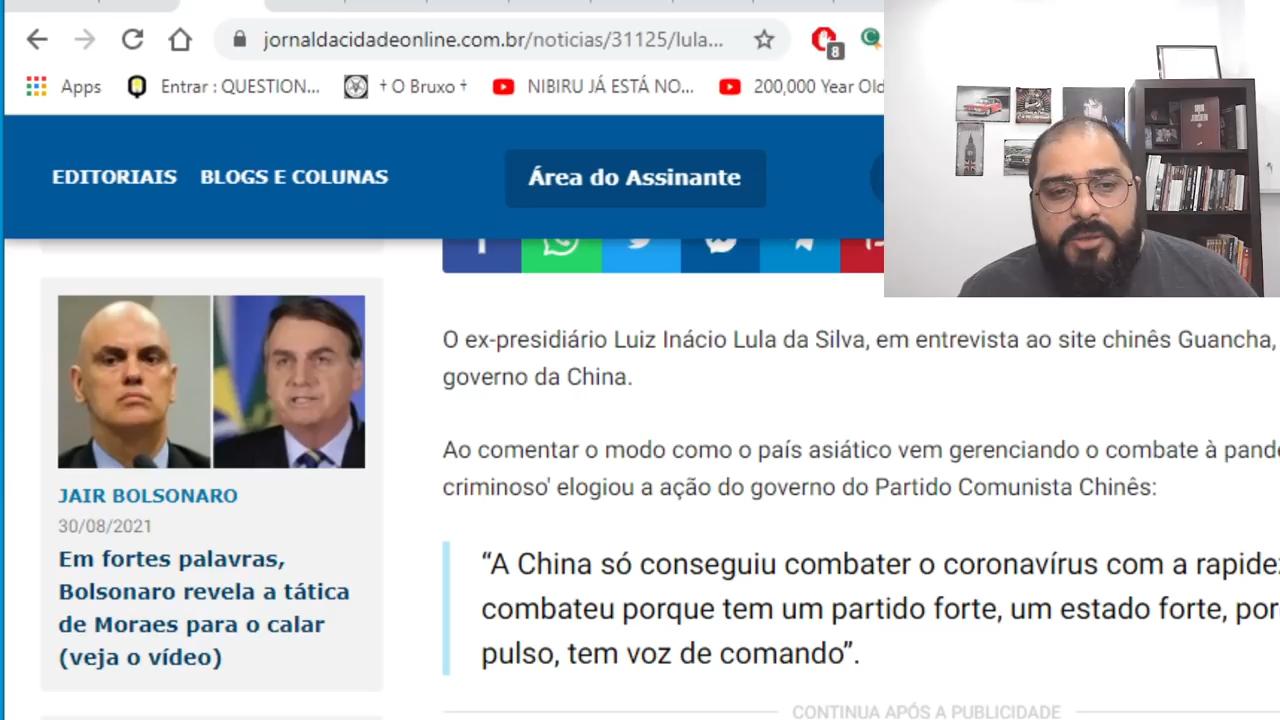 jornaldacidadeonline.com.br/noticias/31125/lula...
8
Apps
Entrar : QUESTION...
† O Bruxo †
NIBIRU JÁ ESTÁ NO...
200,000 Year Old
EDITORIAIS
BLOGS E COLUNAS
Área do Assinante
O ex-presidiário Luiz Inácio Lula da Silva, em entrevista ao site chinês Guancha,
governo da China.
Ao comentar o modo como o país asiático vem gerenciando o combate à pande
criminoso' elogiou a ação do governo do Partido Comunista Chinês:
“A China só conseguiu combater o coronavírus com a rapidez
combateu porque tem um partido forte, um estado forte, por
pulso, tem voz de comando”.
CONTINUA APÓS A PUBLICIDADE
JAIR BOLSONARO
30/08/2021
Em fortes palavras,
Bolsonaro revela a tática
de Moraes para o calar
(veja o vídeo)